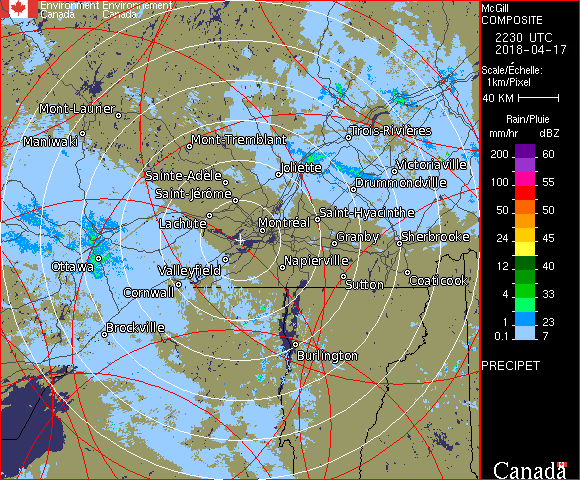 Environment Environnement
Canada Canada
McGill
COMPOSITE
2230 UTC
2018-04-17
Scale/Échelle:
1km/Pixel
40 KM
Rain/Pluie
mm/hr dBZ
200 60
100 55
50 50
24 45
12 40
4 33
1 23
0.1 7
PRECIPET
Canada
Mont-Laurier
Maniwaki
Mont-Tremblant
Trois-Rivières
Joliette
Victoriaville
Sainte-Adèle
Drummondville
Saint-Jérôme
Lachute
Saint-Hyacinthe
Montréal
Granby
Sherbrooke
Ottawa
Valleyfield
Napierville
Cornwall
Sutton
Coaticook
Brockville
Burlington